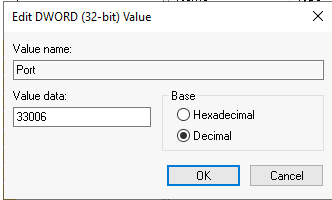 Edit DWORD (32-bit) Value
Value name:
Port
Value data:
33006
Base
Hexadecimal
Decimal
OK
Cancel